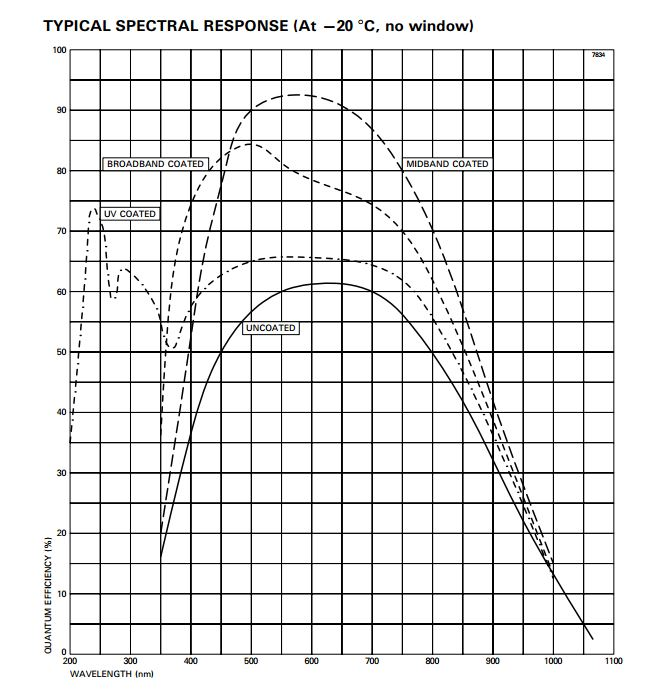 TYPICAL SPECTRAL RESPONSE (At −20 °C, no window)
7834
100
90
80
70
60
50
40
30
20
10
0
BROADBAND COATED
MIDBAND COATED
UV COATED
UNCOATED
QUANTUM EFFICIENCY (%)
200 300 400 500 600 700 800 900 1000 1100
WAVELENGTH (nm)